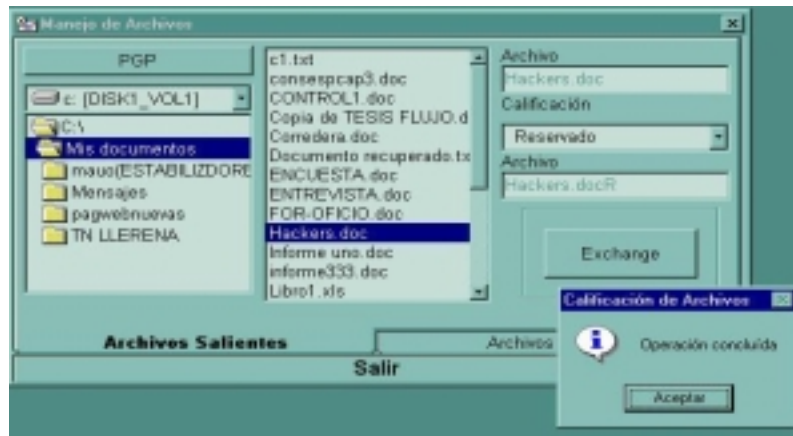 Manejo de Archivos
PGP
c: [DISK1_VOL1]
C:\
Mis documentos
mauo(ESTABILIZDORE
Mensajes
pagwebnuevas
TN LLERENA
c1.txt
consespcap3.doc
CONTROL1.doc
Copia de TESIS FLUJO.d
Corredera.doc
Documento recuperado.tx
ENCUESTA.doc
ENTREVISTA.doc
FOR-OFICIO.doc
Hackers.doc
Informe uno.doc
informe333.doc
Libro1.xls
Archivo
Hackers.doc
Calificación
Reservado
Archivo
Hackers.docR
Exchange
Archivos Salientes
Archivos
Salir
Calificación de Archivos
Operación concluída
Aceptar